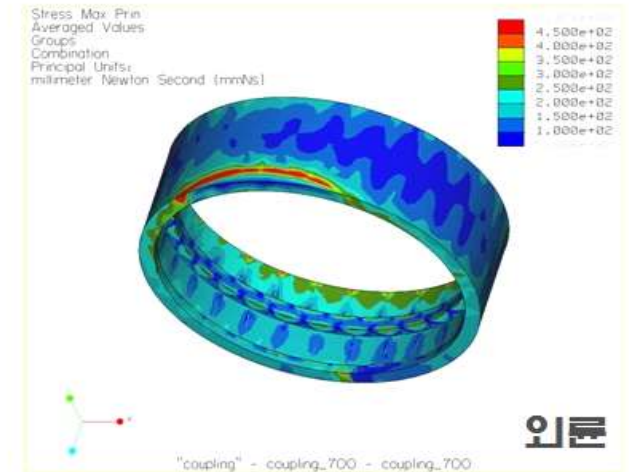 Stress Max Prin
Averaged Values
Groups
Combination
Principal Units:
millimeter Newton Second (mmNs)
4.500e+02
4.000e+02
3.500e+02
3.000e+02
2.500e+02
2.000e+02
1.500e+02
1.000e+02
외륜
"coupling" - coupling_700 - coupling_700